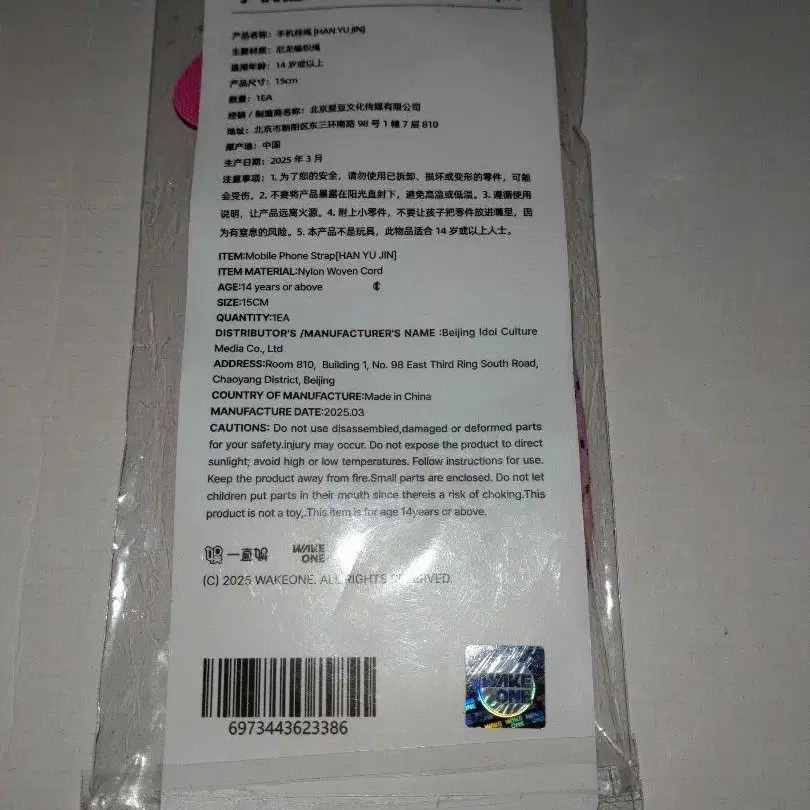 产品名称：手机挂绳 [HAN YU JIN]
主要材质：尼龙编织绳
适用年龄：14 岁或以上
产品尺寸：15cm
数量：1EA
经销 / 制造商名称：北京爱豆文化传媒有限公司
地址：北京市朝阳区东三环南路 98 号 1 幢 7 层 810
原产地：中国
生产日期：2025 年 3 月
注意事项：1. 为了您的安全，请勿使用已拆卸、损坏或变形的零件，可能
会受伤。2. 不要将产品暴露在阳光直射下，避免高温或低温。3. 遵循使用
说明，让产品远离火源。4. 附上小零件，不要让孩子把零件放进嘴里，因
为有窒息的风险。5. 本产品不是玩具，此物品适合 14 岁或以上人士。
ITEM:Mobile Phone Strap[HAN YU JIN]
ITEM MATERIAL:Nylon Woven Cord
AGE:14 years or above
SIZE:15CM
QUANTITY:1EA
DISTRIBUTOR'S /MANUFACTURER'S NAME :Beijing Idol Culture
Media Co., Ltd
ADDRESS:Room 810, Building 1, No. 98 East Third Ring South Road,
Chaoyang District, Beijing
COUNTRY OF MANUFACTURE:Made in China
MANUFACTURE DATE:2025.03
CAUTIONS: Do not use disassembled,damaged or deformed parts
for your safety.injury may occur. Do not expose the product to direct
sunlight; avoid high or low temperatures. Follow instructions for use.
Keep the product away from fire.Small parts are enclosed. Do not let
children put parts in their mouth since thereis a risk of choking.This
product is not a toy,.This item is for age 14years or above.
一直娱 WAKE ONE
(C) 2025 WAKEONE. ALL RIGHTS RESERVED.
6973443623386
WAKE ONE